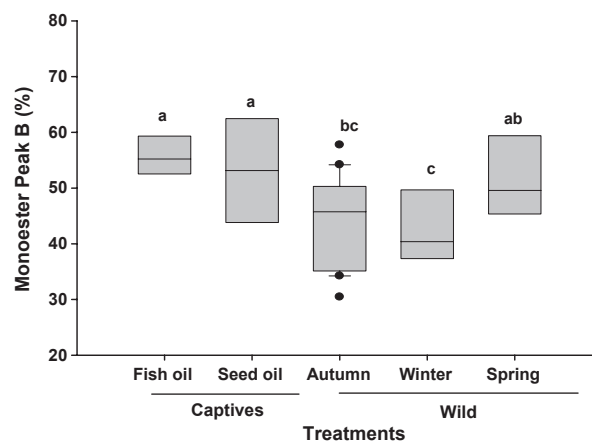 80
70
60
50
40
30
20
Monoester Peak B (%)
a
a
bc
c
ab
Fish oil Seed oil Autumn Winter Spring
Captives Wild
Treatments